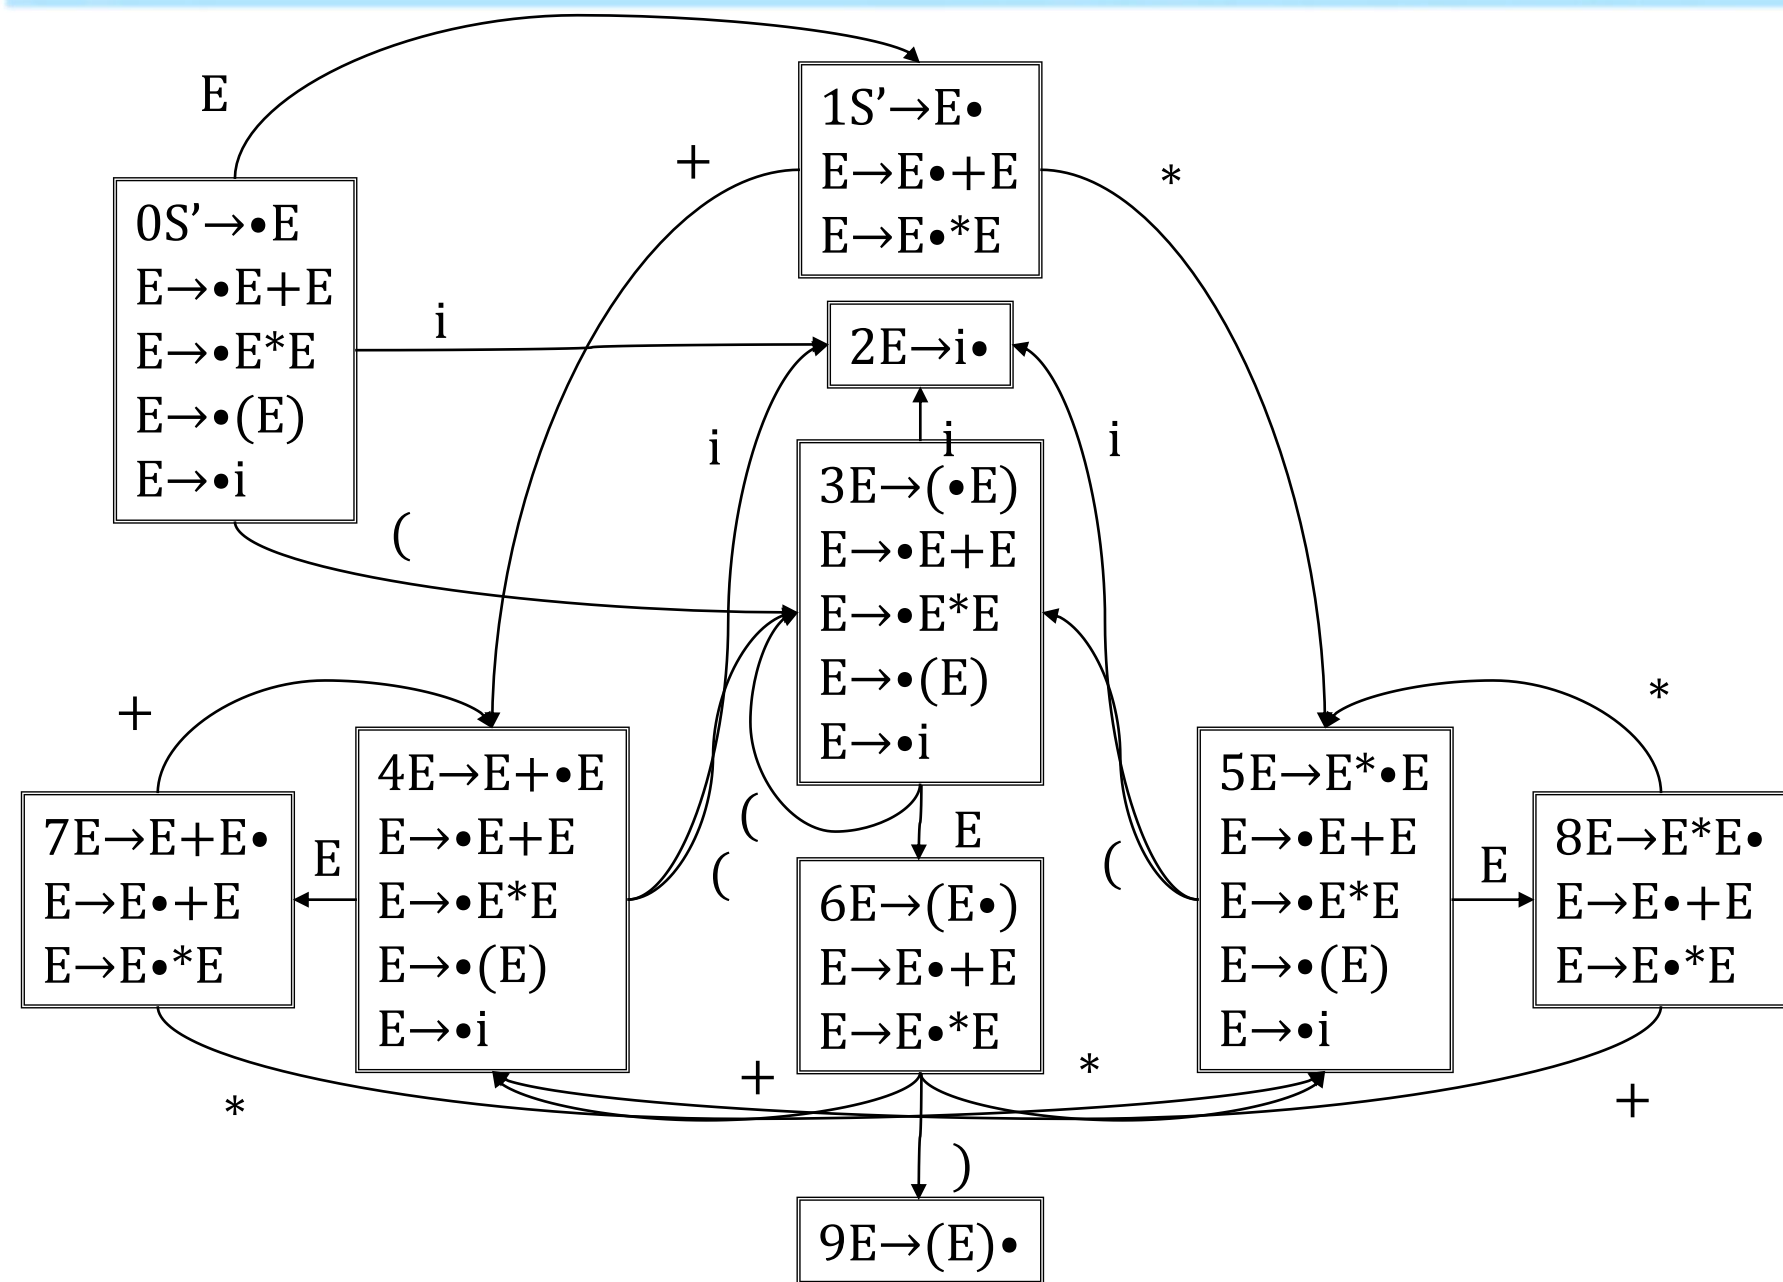 E
1S’→E•
E→E•+E
E→E•*E
+
*
0S’→•E
E→•E+E
E→•E*E
E→•(E)
E→•i
i
2E→i•
i
i
i
(
3E→(•E)
E→•E+E
E→•E*E
E→•(E)
E→•i
+
*
4E→E+•E
E→•E+E
E→•E*E
E→•(E)
E→•i
5E→E*•E
E→•E+E
E→•E*E
E→•(E)
E→•i
7E→E+E•
E→E•+E
E→E•*E
E
(
(
E
(
E
8E→E*E•
E→E•+E
E→E•*E
6E→(E•)
E→E•+E
E→E•*E
*
+
*
+
)
9E→(E)•